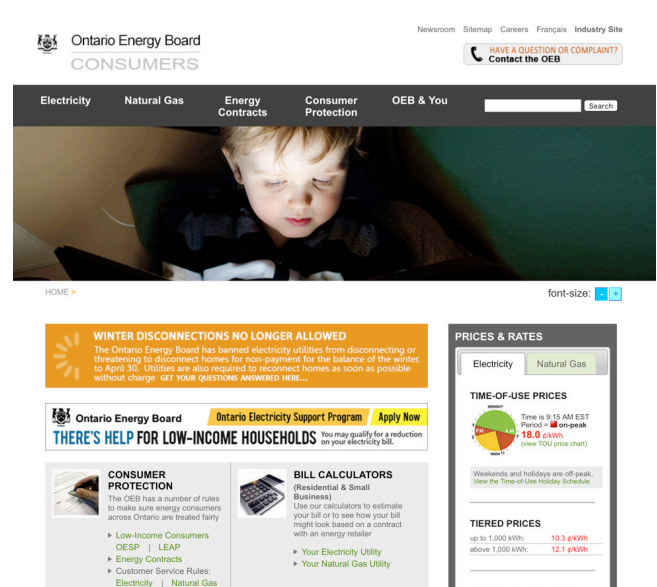 Newsroom Sitemap Careers Français Industry Site
Ontario Energy Board
CONSUMERS
HAVE A QUESTION OR COMPLAINT?
Contact the OEB
Electricity Natural Gas Energy Contracts Consumer Protection OEB & You Search
HOME >
font-size: - +
WINTER DISCONNECTIONS NO LONGER ALLOWED
The Ontario Energy Board has banned electricity utilities from disconnecting or
threatening to disconnect homes for non-payment for the balance of the winter,
to April 30. Utilities are also required to reconnect homes as soon as possible
without charge GET YOUR QUESTIONS ANSWERED HERE...
Ontario Energy Board Ontario Electricity Support Program Apply Now
THERE'S HELP FOR LOW-INCOME HOUSEHOLDS You may qualify for a reduction
on your electricity bill.
CONSUMER
PROTECTION
The OEB has a number of rules
to make sure energy consumers
across Ontario are treated fairly
Low-Income Consumers
OESP | LEAP
Energy Contracts
Customer Service Rules:
Electricity | Natural Gas
BILL CALCULATORS
(Residential & Small
Business)
Use our calculators to estimate
your bill or to see how your bill
might look based on a contract
with an energy retailer
Your Electricity Utility
Your Natural Gas Utility
PRICES & RATES
Electricity Natural Gas
TIME-OF-USE PRICES
MIDNIGHT
P.M. A.M.
NOON
Time is 9:15 AM EST
Period = on-peak
18.0 ¢/kWh
(view TOU price chart)
Weekends and holidays are off-peak.
View the Time-of-Use Holiday Schedule
TIERED PRICES
up to 1,000 kWh: 10.3 ¢/kWh
above 1,000 kWh: 12.1 ¢/kWh